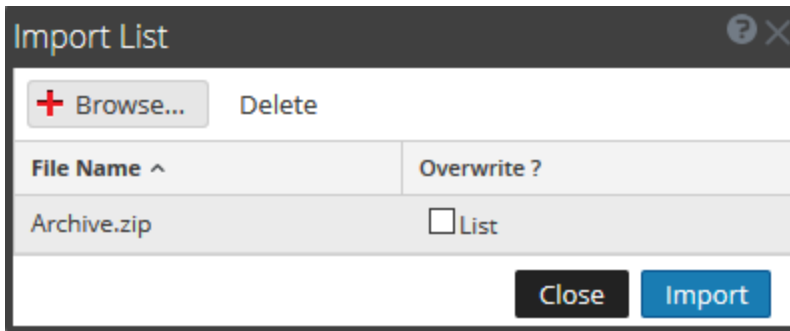 Import List
Browse... Delete
File Name Overwrite ?
Archive.zip List
Close Import